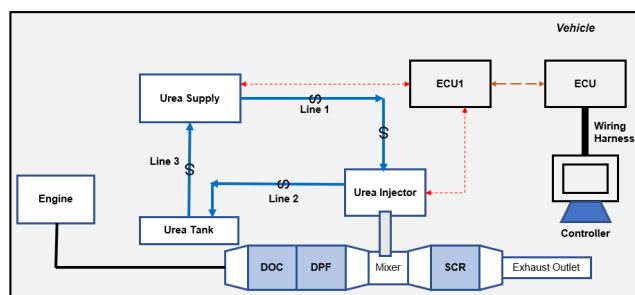 Vehicle
Urea Supply
ECU1
ECU
Line 1
Wiring
Harness
Line 3
Engine
Line 2
Urea Injector
Urea Tank
Controller
DOC
DPF
Mixer
SCR
Exhaust Outlet